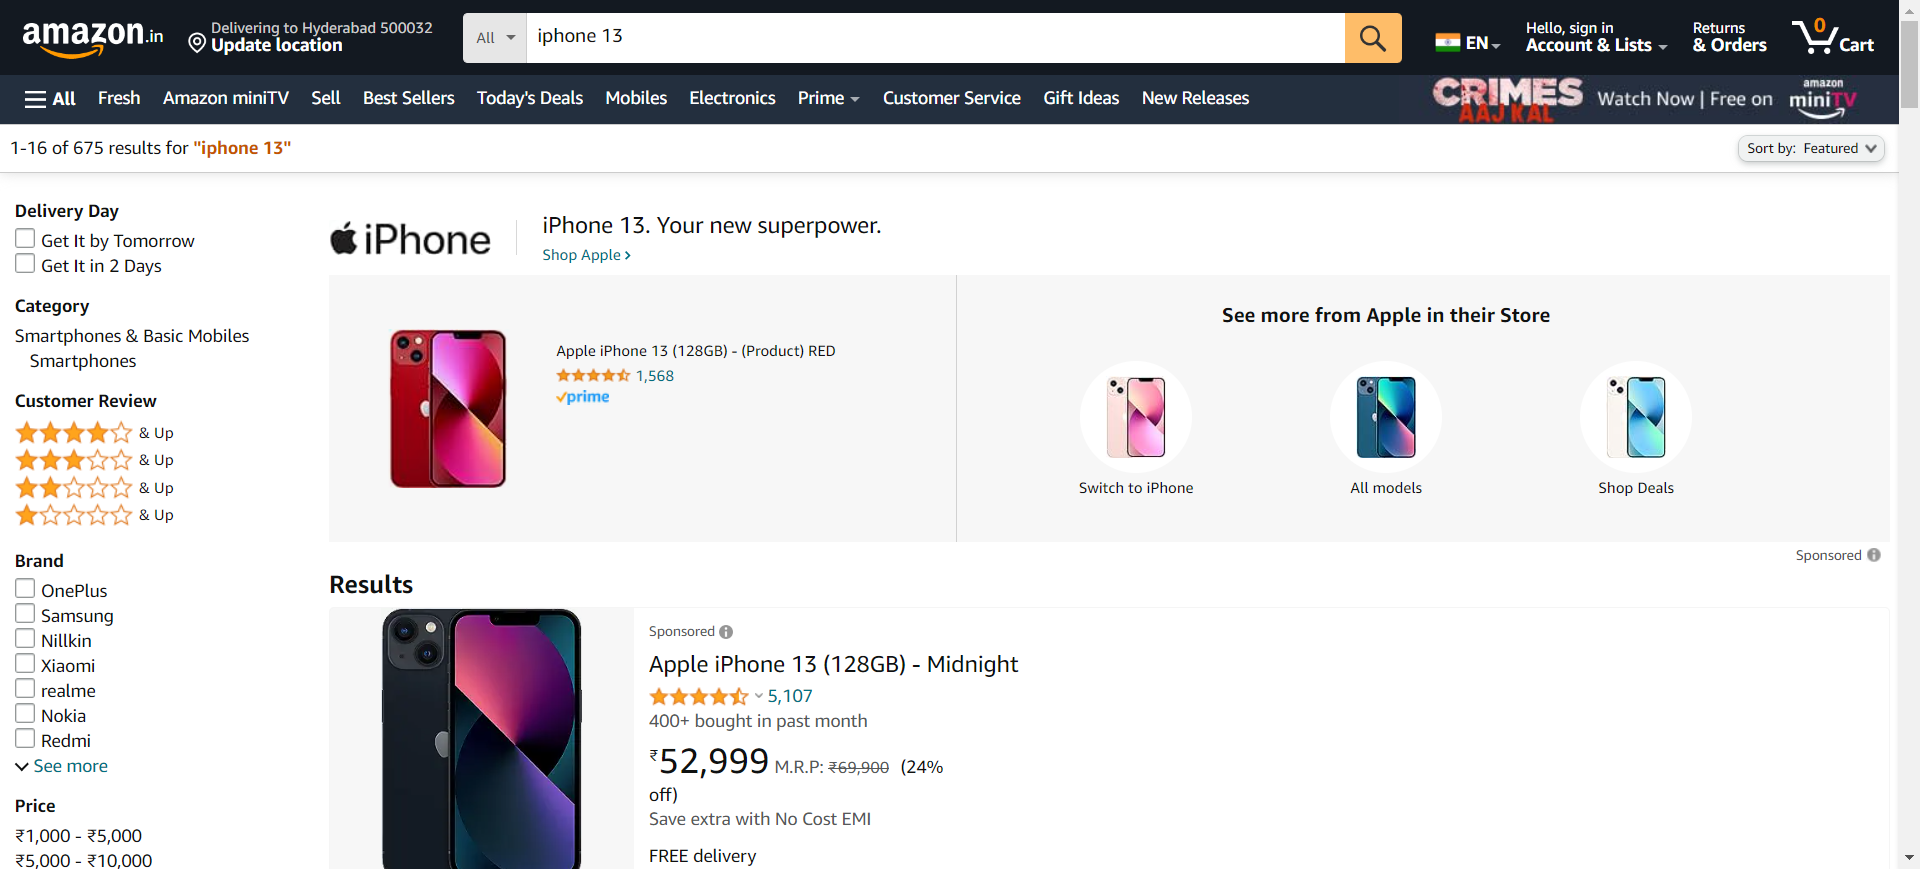 amazon.in
Delivering to Hyderabad 500032
Update location
All
iphone 13
EN
Hello, sign in
Account & Lists
Returns
& Orders
0
Cart
All
Fresh
Amazon miniTV
Sell
Best Sellers
Today's Deals
Mobiles
Electronics
Prime
Customer Service
Gift Ideas
New Releases
CRIMES
AAJ KAL
Watch Now | Free on
amazon
miniTV
1-16 of 675 results for "iphone 13"
Sort by: Featured
Delivery Day
Get It by Tomorrow
Get It in 2 Days
Category
Smartphones & Basic Mobiles
Smartphones
Customer Review
& Up
& Up
& Up
& Up
Brand
OnePlus
Samsung
Nillkin
Xiaomi
realme
Nokia
Redmi
See more
Price
₹1,000 - ₹5,000
₹5,000 - ₹10,000
iPhone
iPhone 13. Your new superpower.
Shop Apple ›
Apple iPhone 13 (128GB) - (Product) RED
1,568
prime
See more from Apple in their Store
Switch to iPhone
All models
Shop Deals
Sponsored
Results
Sponsored
Apple iPhone 13 (128GB) - Midnight
5,107
400+ bought in past month
₹52,999 M.R.P: ₹69,900 (24%
off)
Save extra with No Cost EMI
FREE delivery